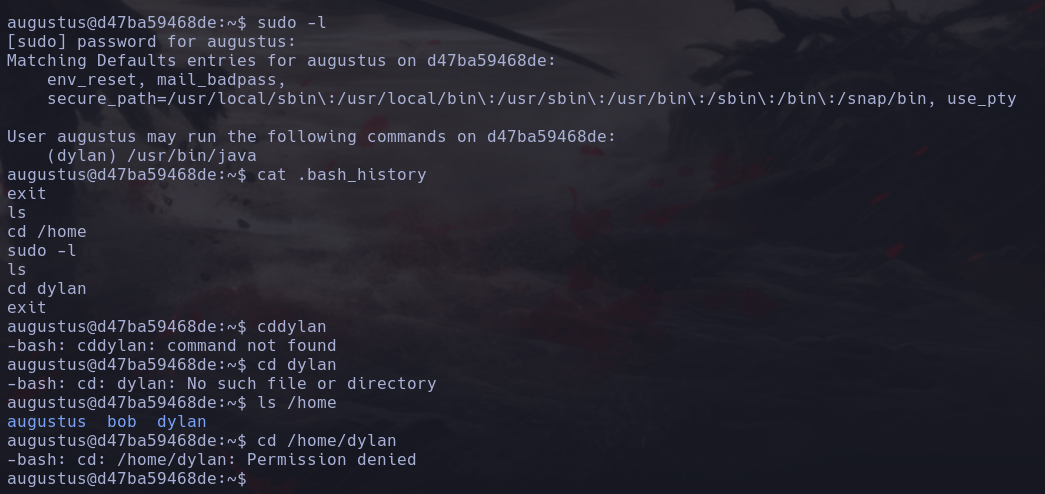 augustus@d47ba59468de:~$ sudo -l
[sudo] password for augustus:
Matching Defaults entries for augustus on d47ba59468de:
    env_reset, mail_badpass,
    secure_path=/usr/local/sbin\:/usr/local/bin\:/usr/sbin\:/usr/bin\:/sbin\:/bin\:/snap/bin, use_pty

User augustus may run the following commands on d47ba59468de:
    (dylan) /usr/bin/java
augustus@d47ba59468de:~$ cat .bash_history
exit
ls
cd /home
sudo -l
ls
cd dylan
exit
augustus@d47ba59468de:~$ cddylan
-bash: cddylan: command not found
augustus@d47ba59468de:~$ cd dylan
-bash: cd: dylan: No such file or directory
augustus@d47ba59468de:~$ ls /home
augustus  bob  dylan
augustus@d47ba59468de:~$ cd /home/dylan
-bash: cd: /home/dylan: Permission denied
augustus@d47ba59468de:~$